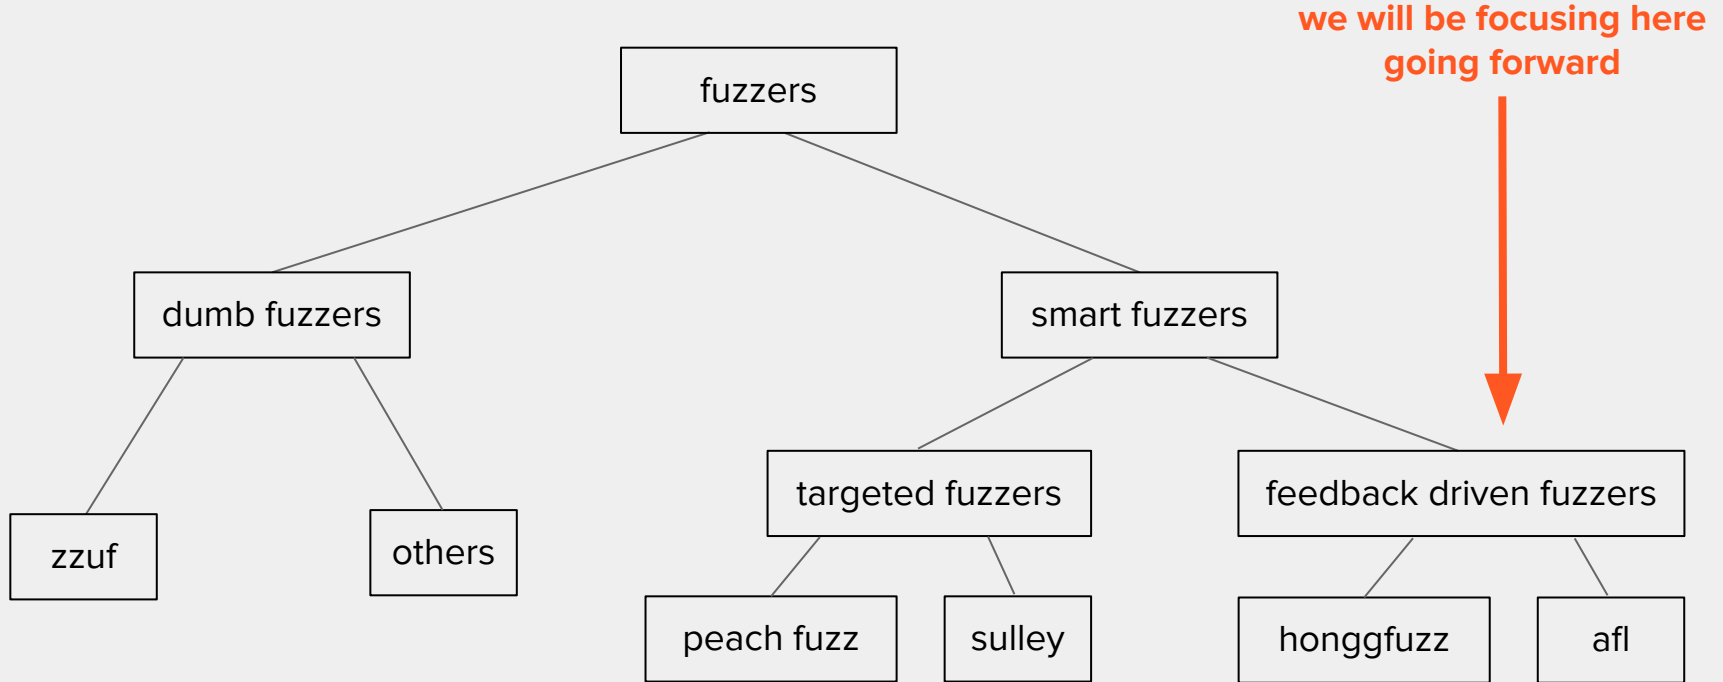 we will be focusing here
going forward
fuzzers
dumb fuzzers
smart fuzzers
targeted fuzzers
feedback driven fuzzers
zzuf
others
peach fuzz
sulley
honggfuzz
afl